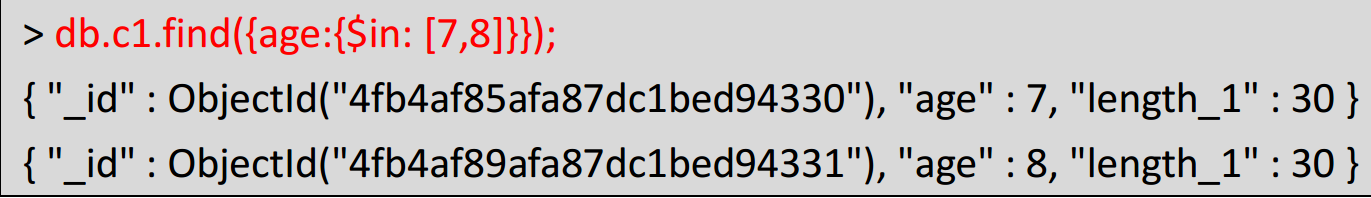 > db.c1.find({age:{$in: [7,8]}});
{ "_id" : ObjectId("4fb4af85afa87dc1bed94330"), "age" : 7, "length_1" : 30 }
{ "_id" : ObjectId("4fb4af89afa87dc1bed94331"), "age" : 8, "length_1" : 30 }